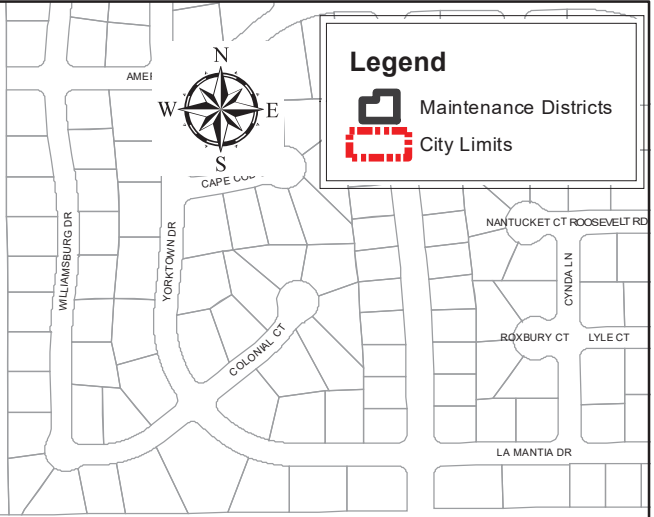 N
W E
S
Legend
Maintenance Districts
City Limits
CAPE
WILLIAMSBURG DR
YORKTOWN DR
COLONIAL CT
NANTUCKET CT
ROOSEVELT RD
CYNDA LN
ROXBURY CT
LYLE CT
LA MANTIA DR